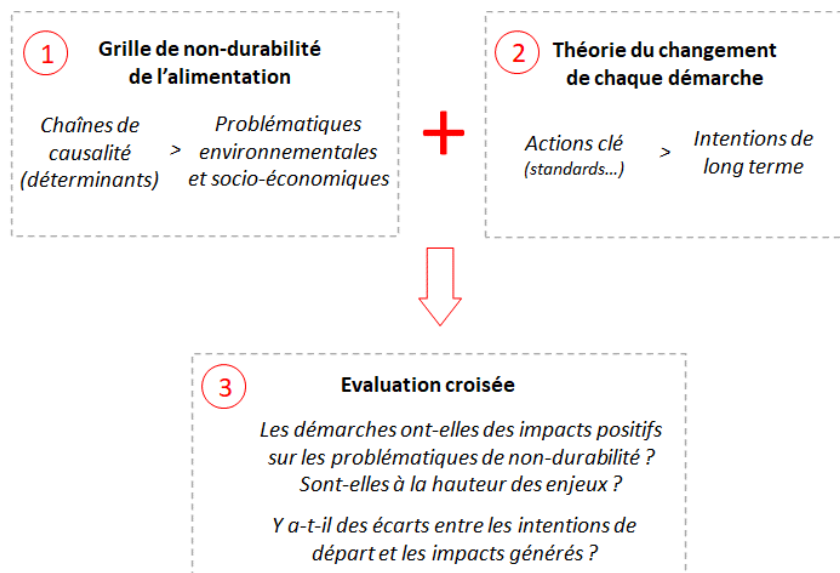 1
Grille de non-durabilité
de l’alimentation
Chaînes de
causalité
(déterminants)
>
Problématiques
environnementales
et socio-économiques
+
2
Théorie du changement
de chaque démarche
Actions clé
(standards...)
>
Intentions de
long terme
3
Evaluation croisée
Les démarches ont-elles des impacts positifs
sur les problématiques de non-durabilité ?
Sont-elles à la hauteur des enjeux ?
Y a-t-il des écarts entre les intentions de
départ et les impacts générés ?